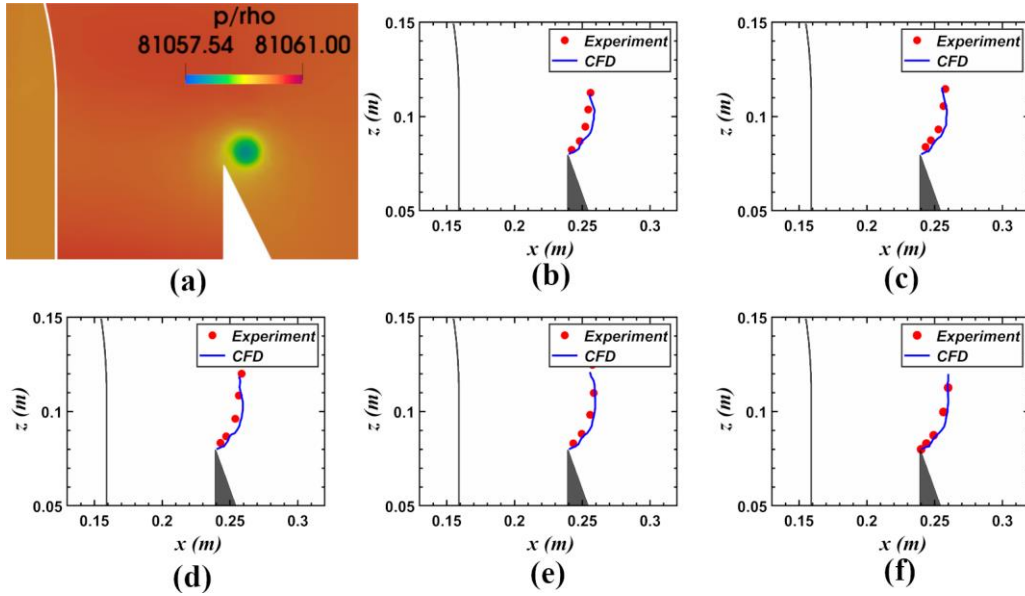 p/rho
81057.54 81061.00
(a)
0.15
0.1
0.05
z (m)
Experiment
CFD
0.15 0.2 0.25 0.3
x (m)
(b)
0.15
0.1
0.05
z (m)
Experiment
CFD
0.15 0.2 0.25 0.3
x (m)
(c)
0.15
0.1
0.05
z (m)
Experiment
CFD
0.15 0.2 0.25 0.3
x (m)
(d)
0.15
0.1
0.05
z (m)
Experiment
CFD
0.15 0.2 0.25 0.3
x (m)
(e)
0.15
0.1
0.05
z (m)
Experiment
CFD
0.15 0.2 0.25 0.3
x (m)
(f)